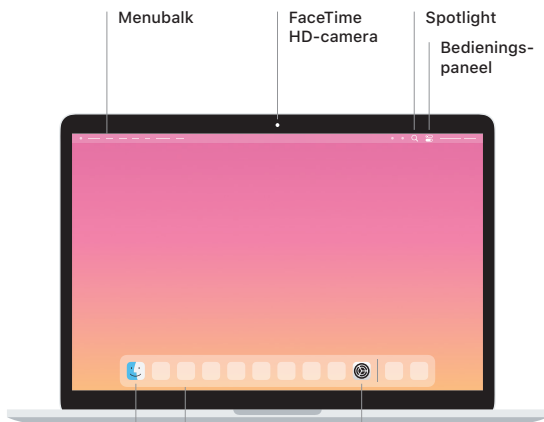 Menubalk
FaceTime
HD-camera
Spotlight
Bedienings-
paneel